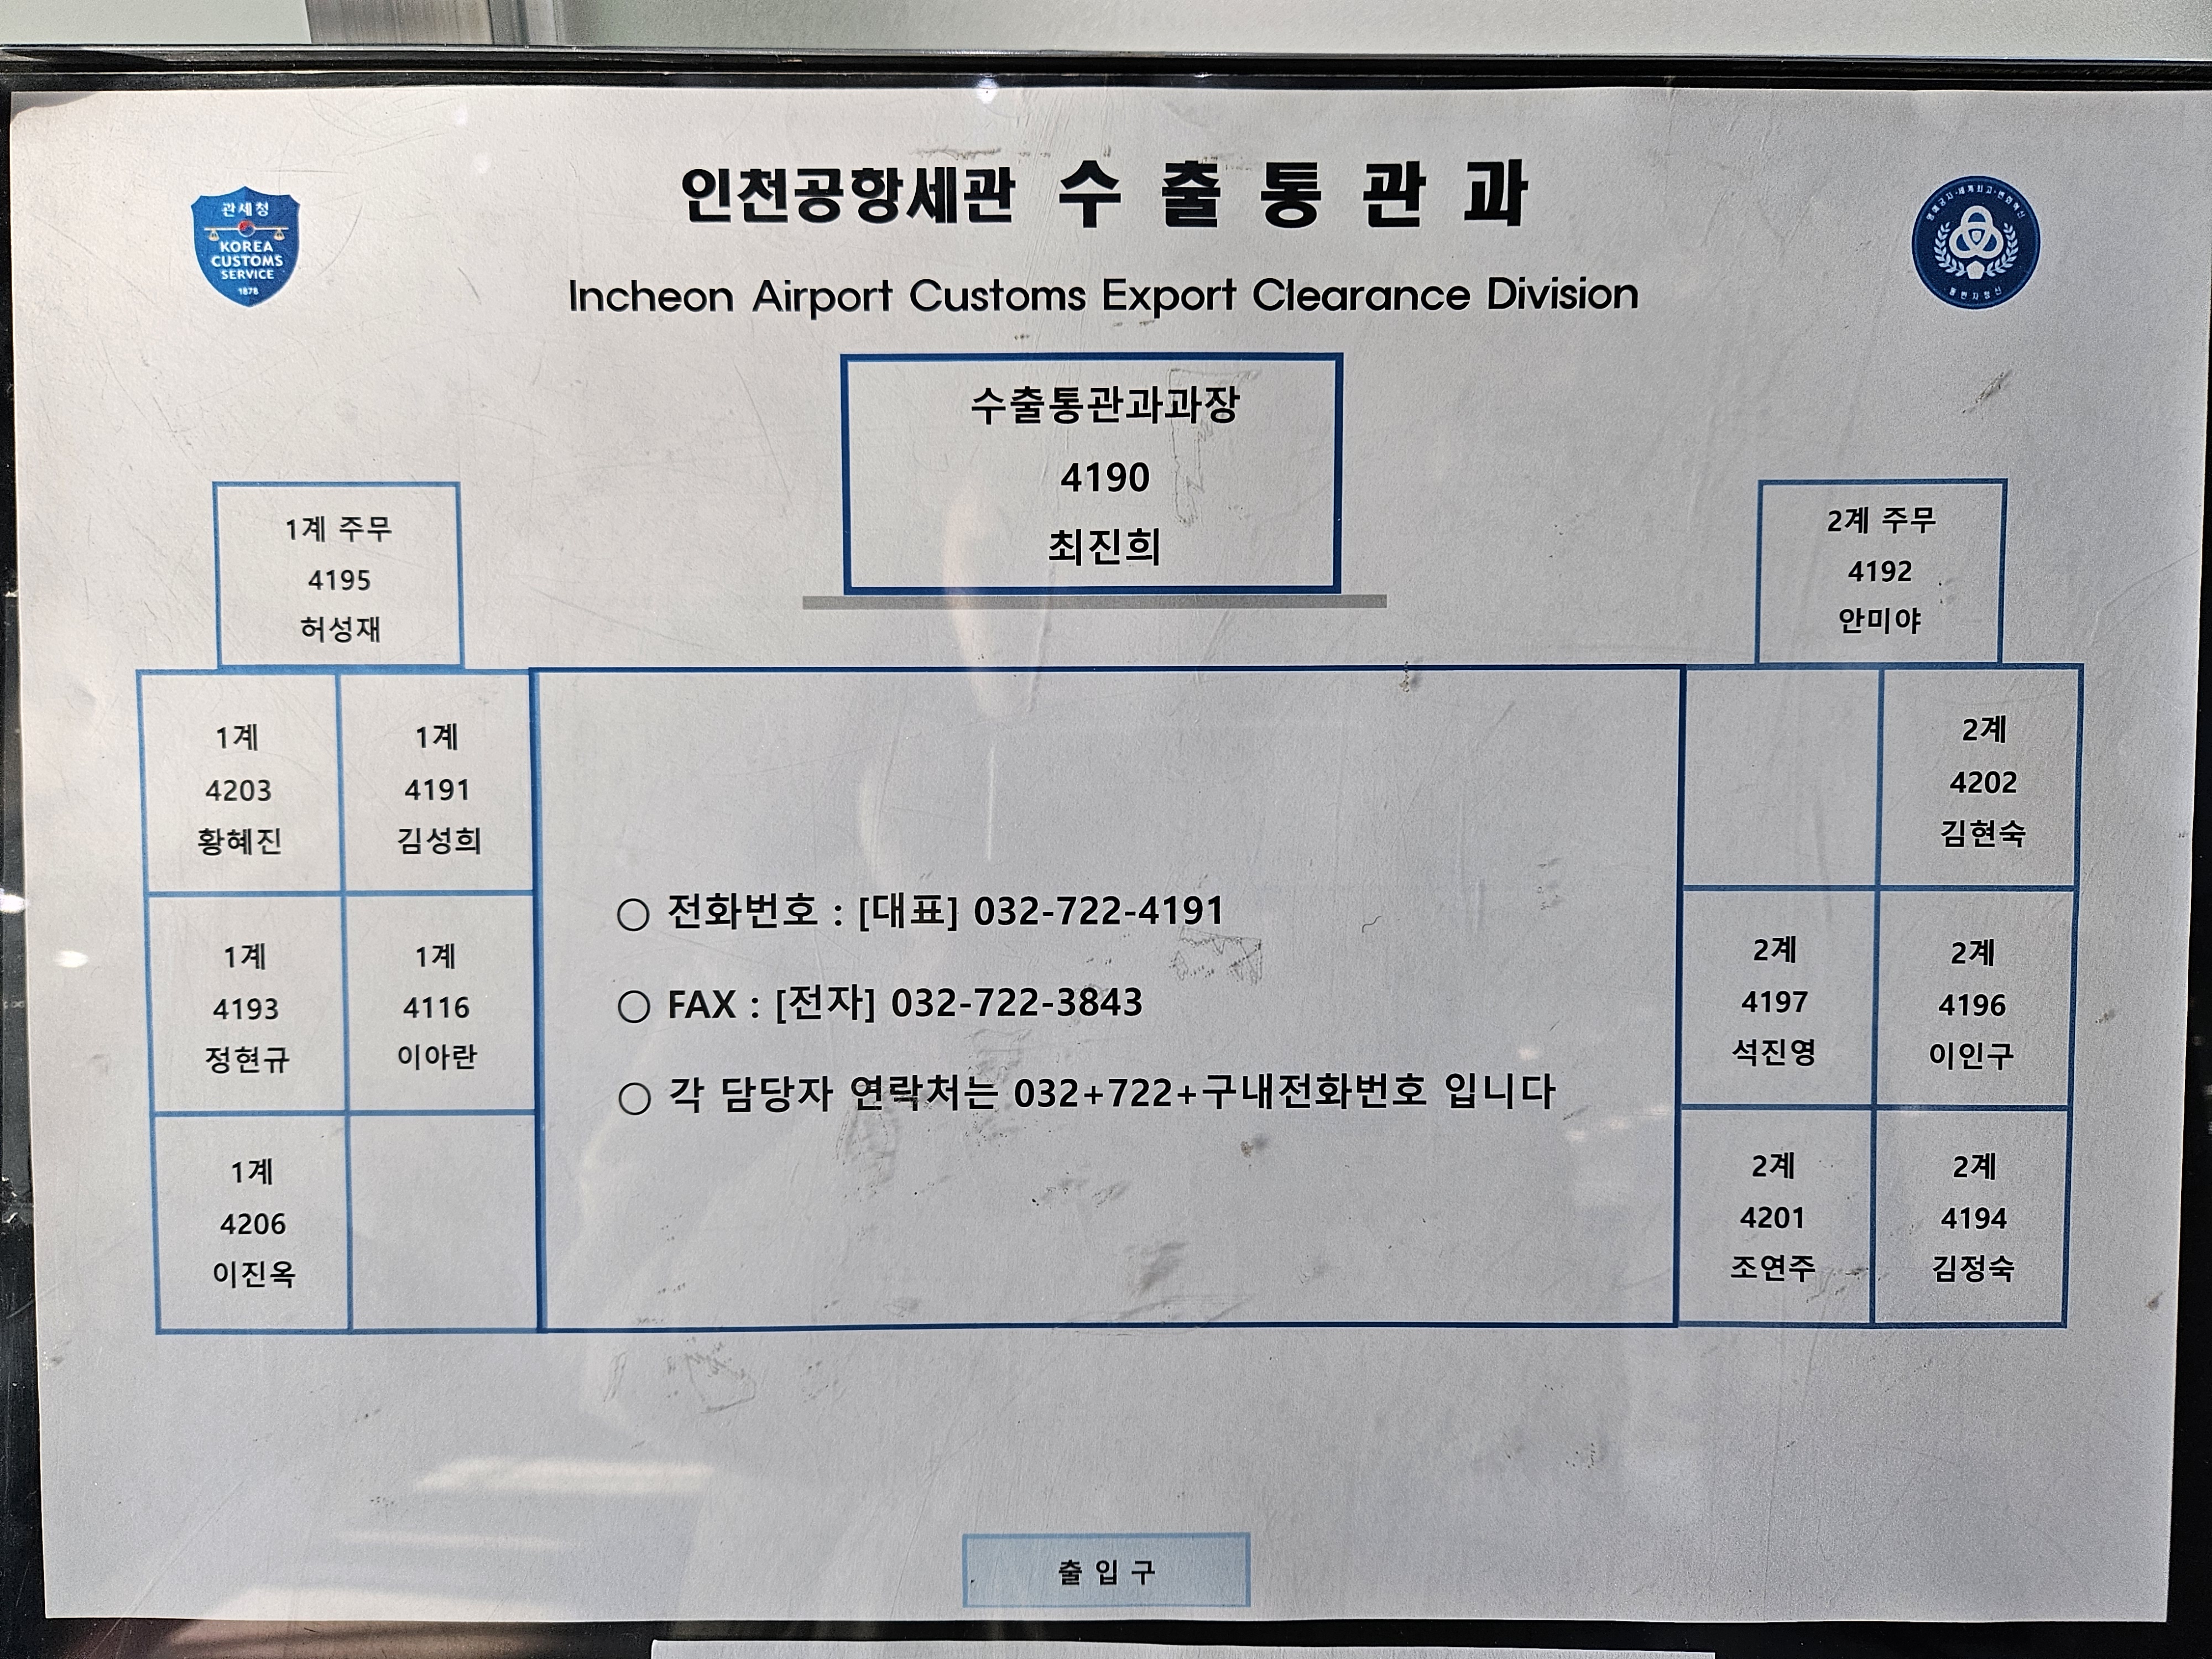 인천공항세관 수 출 통 관 과
관세청
KOREA
CUSTOMS
SERVICE
1878
Incheon Airport Customs Export Clearance Division
수출통관과과장
4190
최진희
1계 주무
4195
허성재
2계 주무
4192
안미야
1계
4203
황혜진
1계
4191
김성희
1계
4193
정현규
1계
4116
이아란
1계
4206
이진옥
○ 전화번호 : [대표] 032-722-4191
○ FAX : [전자] 032-722-3843
○ 각 담당자 연락처는 032+722+구내전화번호 입니다
2계
4202
김현숙
2계
4197
석진영
2계
4196
이인구
2계
4201
조연주
2계
4194
김정숙
출 입 구